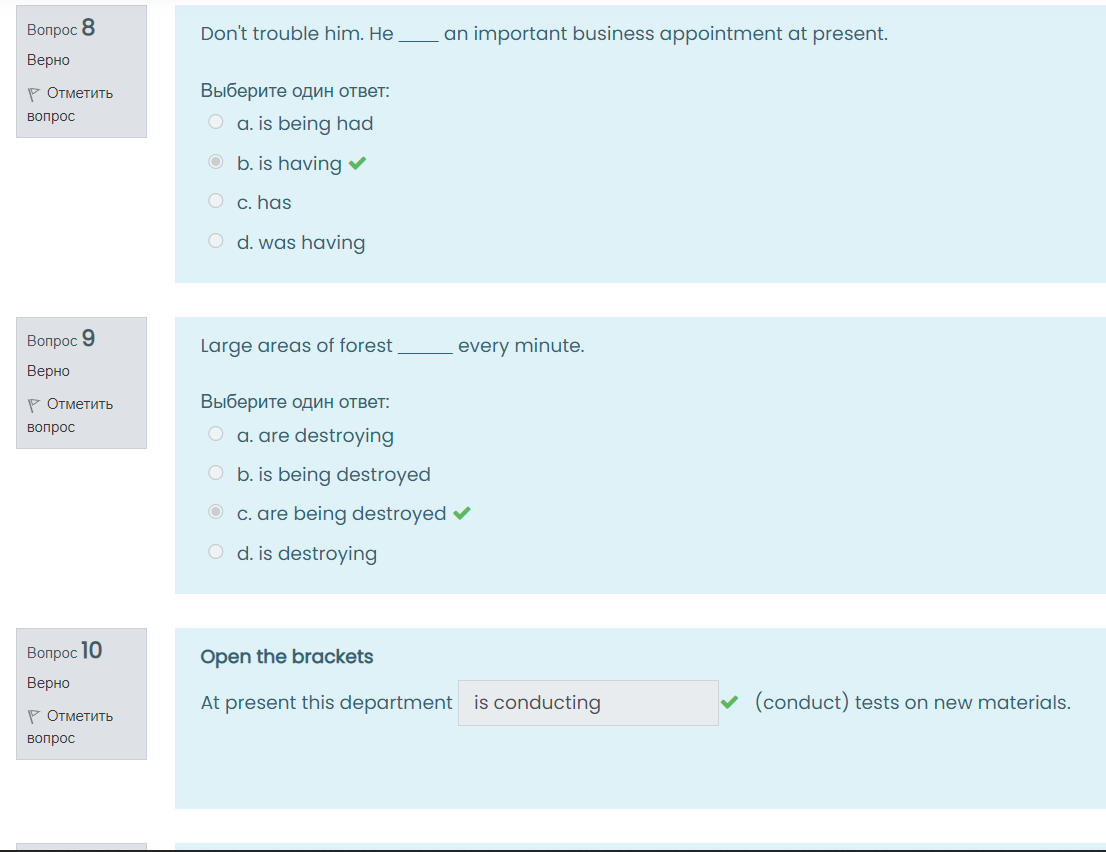 Вопрос 8
Верно
Отметить
вопрос
Don't trouble him. He ____ an important business appointment at present.
Выберите один ответ:
a. is being had
b. is having
c. has
d. was having
Вопрос 9
Верно
Отметить
вопрос
Large areas of forest _____ every minute.
Выберите один ответ:
a. are destroying
b. is being destroyed
c. are being destroyed
d. is destroying
Вопрос 10
Верно
Отметить
вопрос
Open the brackets
At present this department is conducting (conduct) tests on new materials.